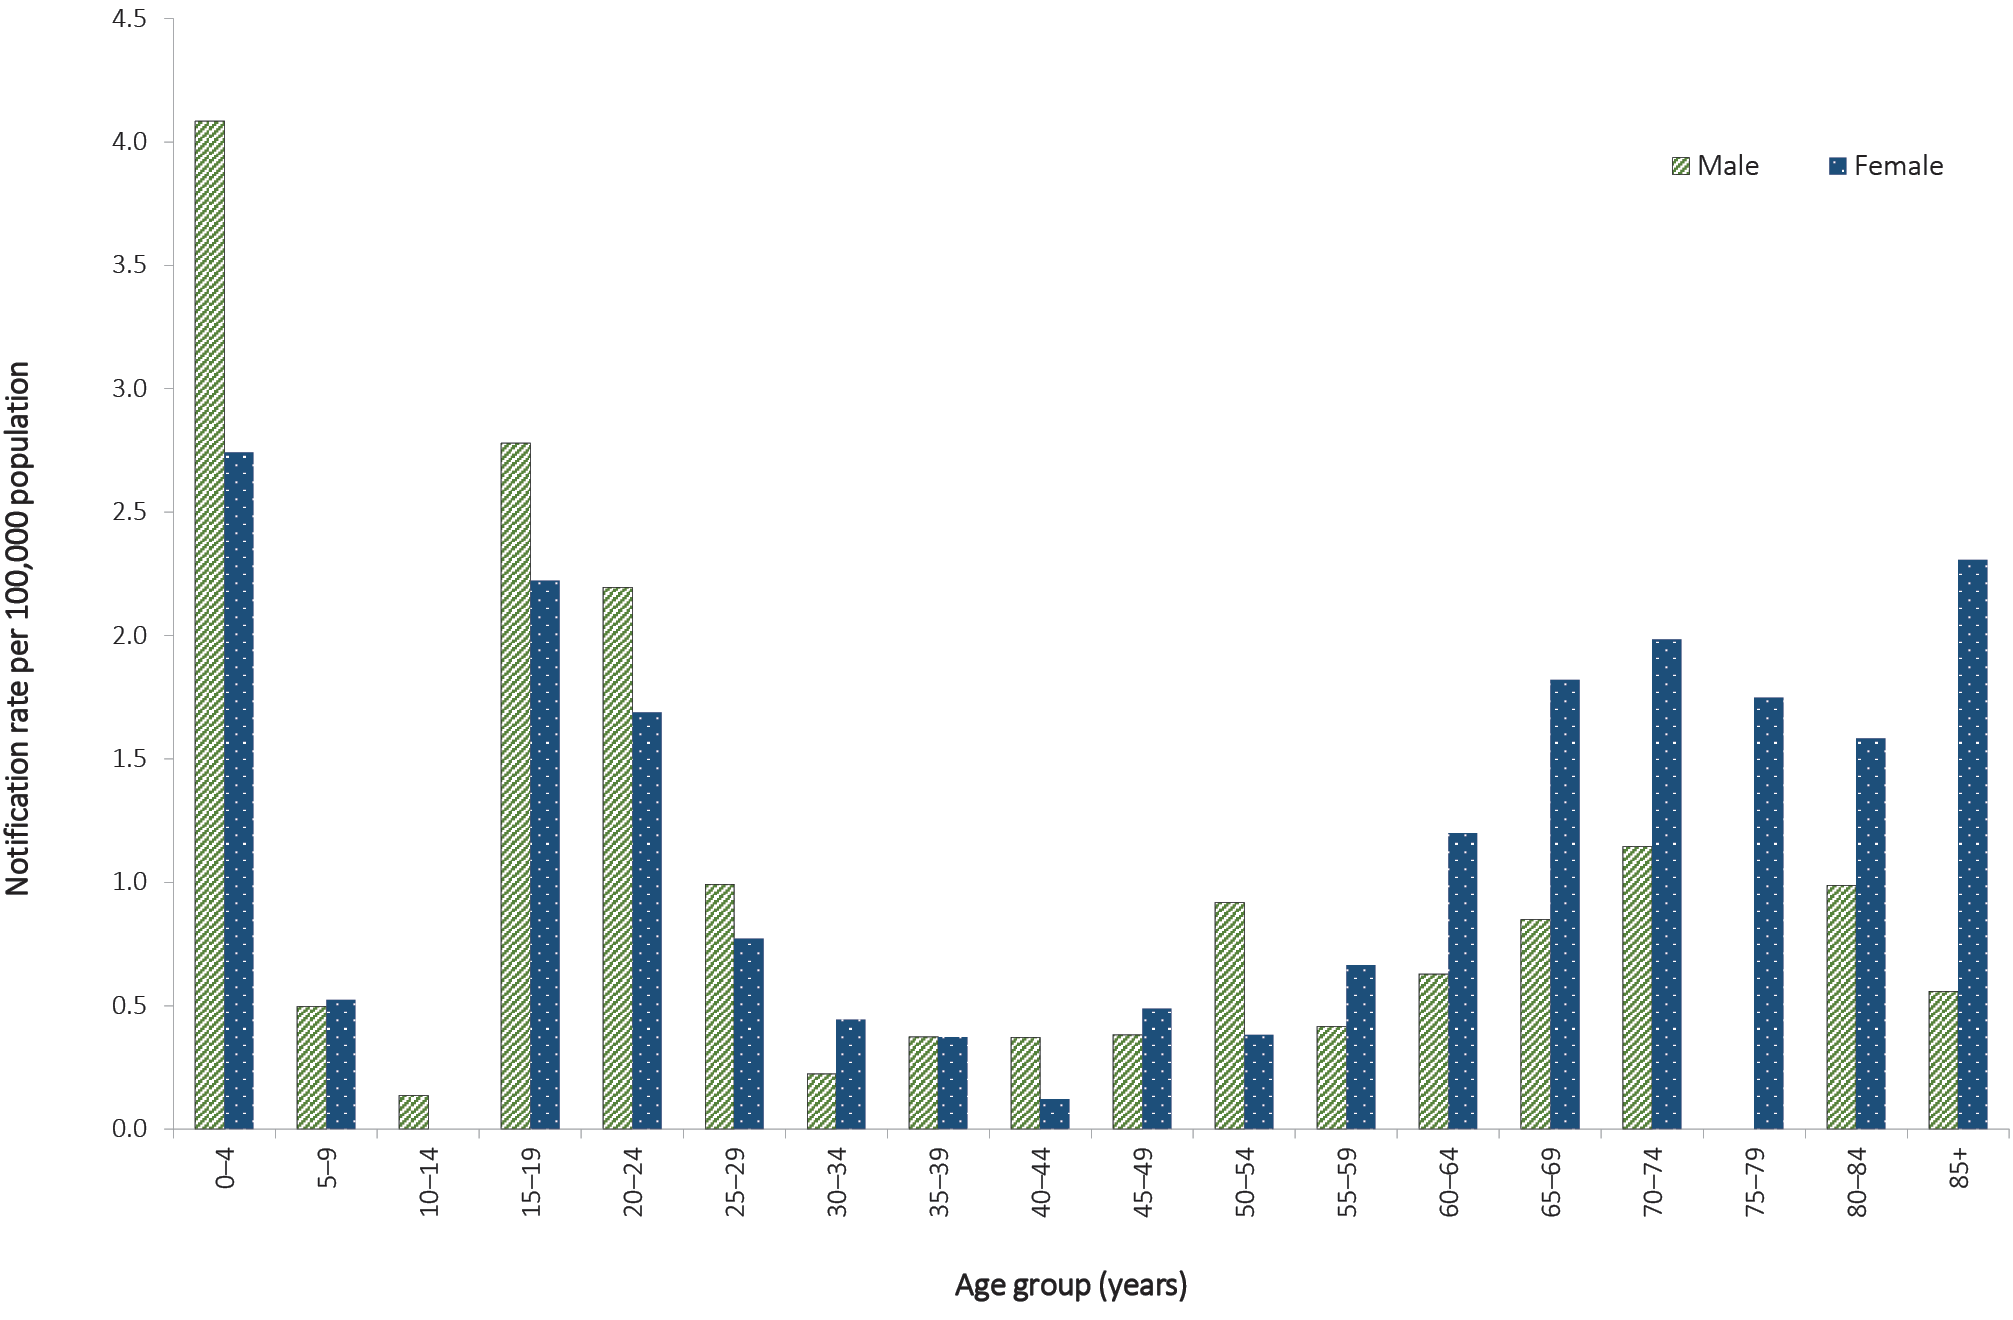 4.5
4.0
3.5
3.0
2.5
2.0
1.5
1.0
0.5
0.0
Notification rate per 100,000 population
Male Female
0–4 5–9 10–14 15–19 20–24 25–29 30–34 35–39 40–44 45–49 50–54 55–59 60–64 65–69 70–74 75–79 80–84 85+
Age group (years)